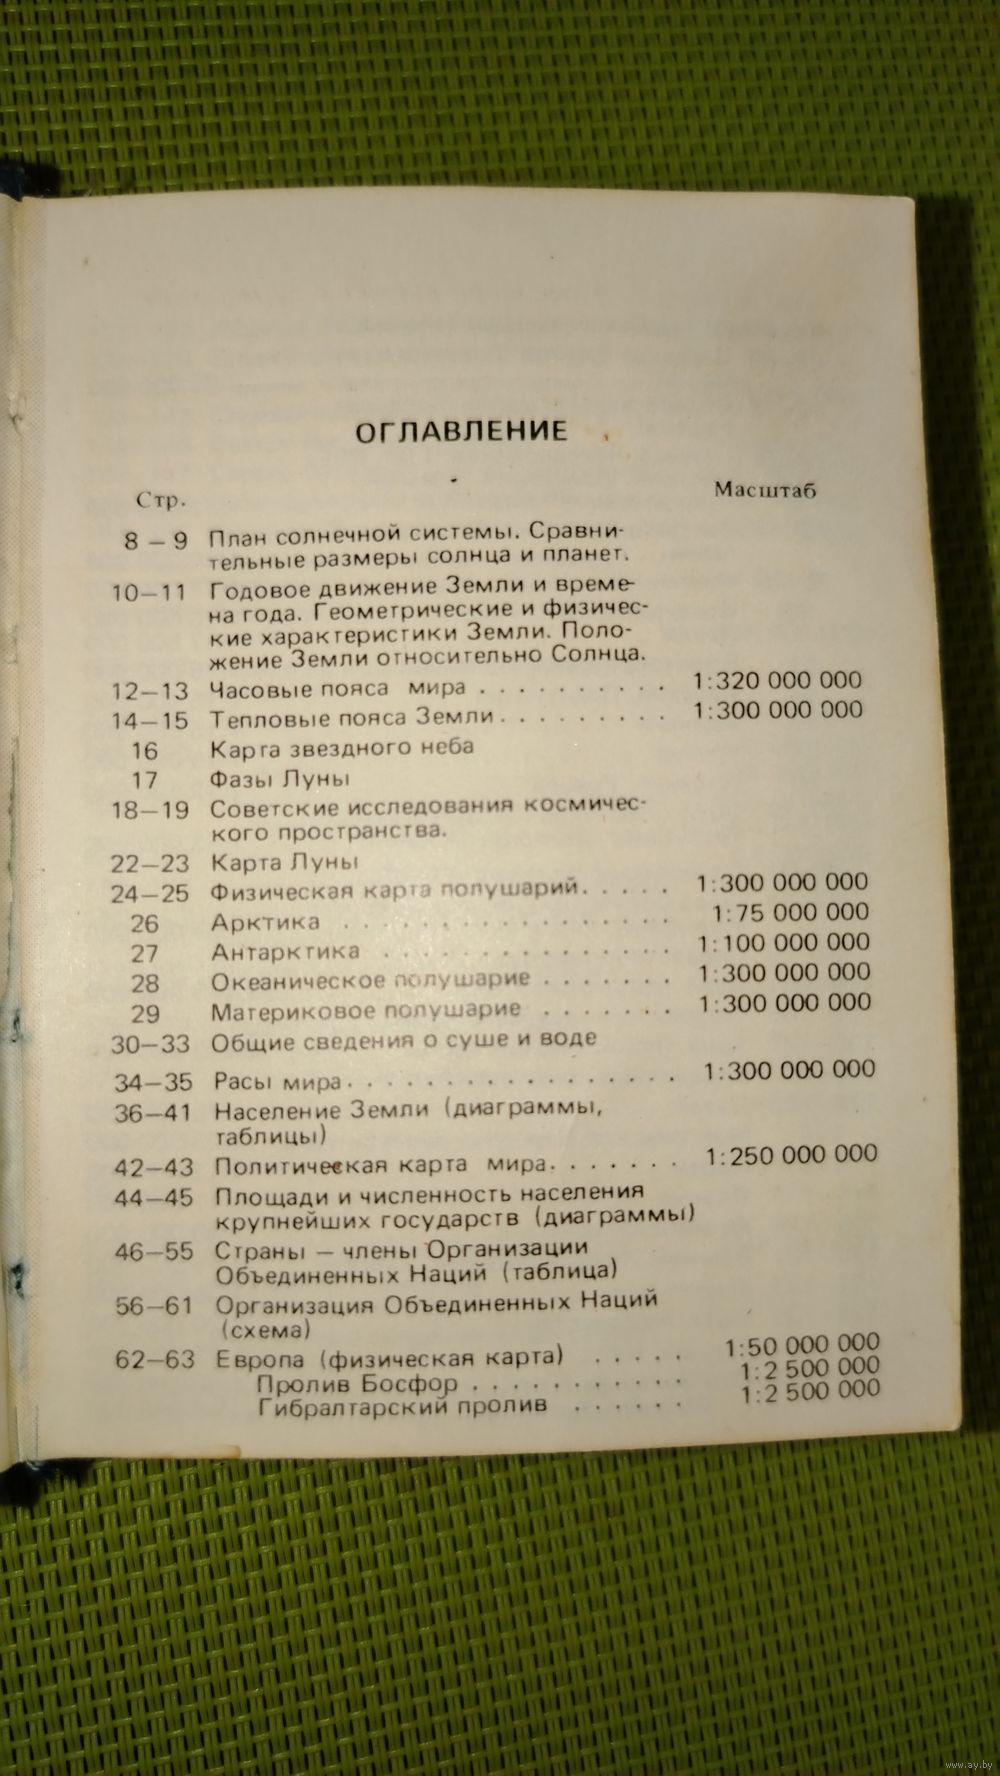 ОГЛАВЛЕНИЕ
Стр. Масштаб
8 – 9 План солнечной системы. Сравни-
тельные размеры солнца и планет.
10–11 Годовое движение Земли и време-
на года. Геометрические и физичес-
кие характеристики Земли. Поло-
жение Земли относительно Солнца.
12–13 Часовые пояса мира . . . . . . . . . . 1:320 000 000
14–15 Тепловые пояса Земли . . . . . . . . . 1:300 000 000
16 Карта звездного неба
17 Фазы Луны
18–19 Советские исследования космичес-
кого пространства.
22–23 Карта Луны
24–25 Физическая карта полушарий. . . . . 1:300 000 000
26 Арктика . . . . . . . . . . . . . . . . 1:75 000 000
27 Антарктика . . . . . . . . . . . . . . 1:100 000 000
28 Океаническое полушарие . . . . . . . 1:300 000 000
29 Материковое полушарие . . . . . . . 1:300 000 000
30–33 Общие сведения о суше и воде
34–35 Расы мира. . . . . . . . . . . . . . . . 1:300 000 000
36–41 Население Земли (диаграммы,
таблицы)
42–43 Политическая карта мира. . . . . . . 1:250 000 000
44–45 Площади и численность населения
крупнейших государств (диаграммы)
46–55 Страны – члены Организации
Объединенных Наций (таблица)
56–61 Организация Объединенных Наций
(схема)
62–63 Европа (физическая карта) . . . . . 1:50 000 000
Пролив Босфор . . . . . . . . . . . 1:2 500 000
Гибралтарский пролив . . . . . . 1:2 500 000
www.ay.by